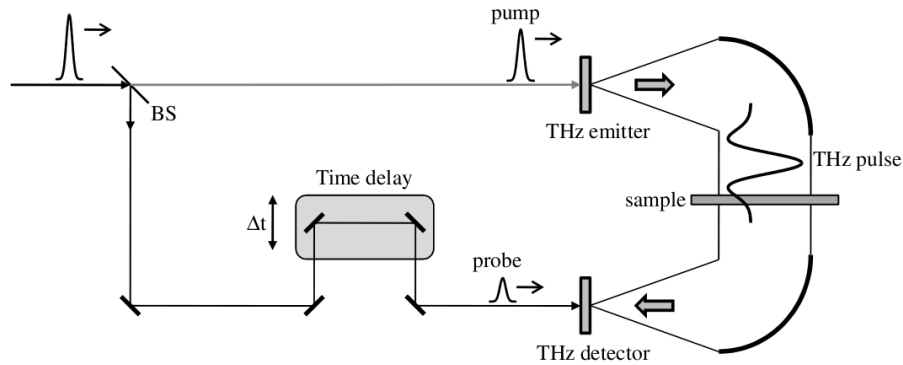 pump
BS
THz emitter
THz pulse
Time delay
sample
Δt
probe
THz detector